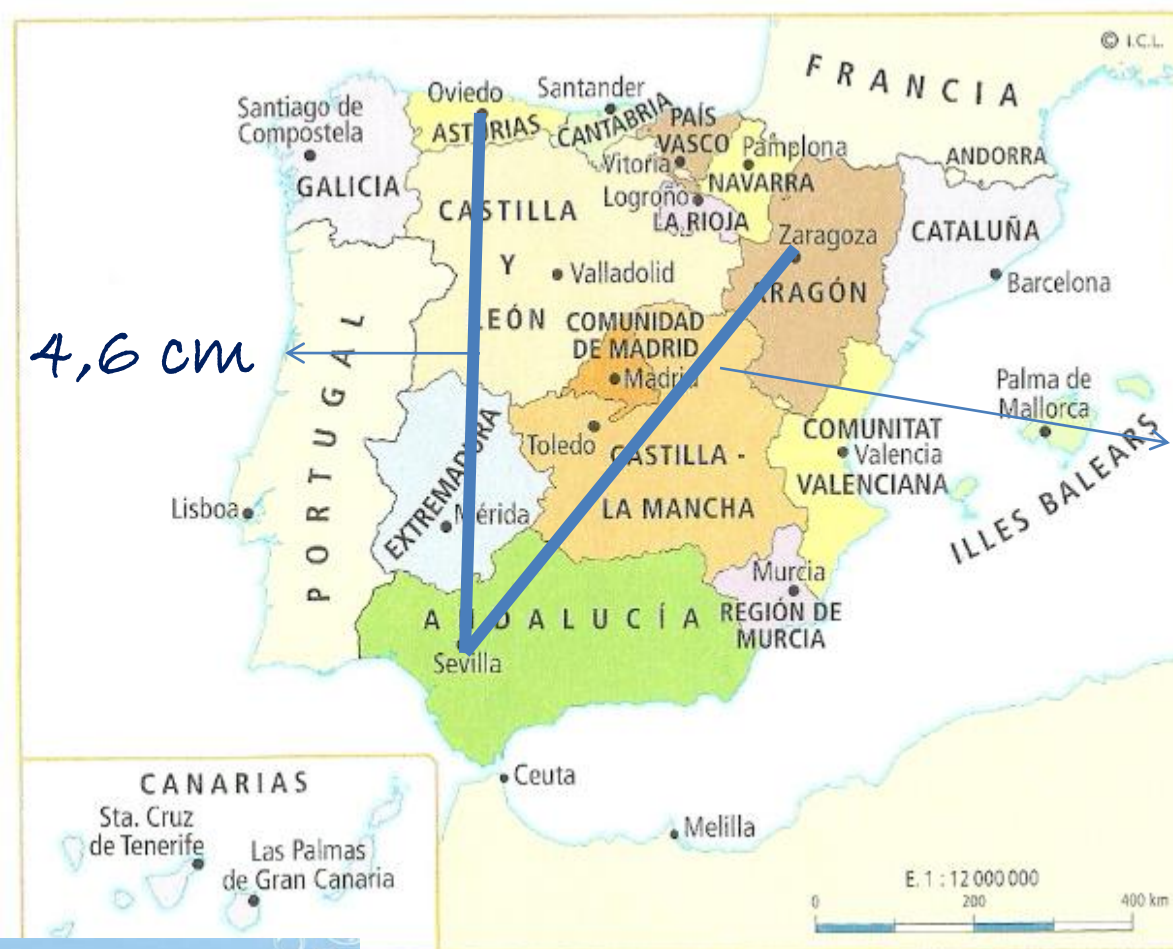 © I.C.L.
FRANCIA
Oviedo
Santander
Santiago de
Compostela
ASTURIAS
CANTABRIA
PAÍS
VASCO
Vitoria
Pamplona
ANDORRA
GALICIA
NAVARRA
Logroño
LA RIOJA
CASTILLA
Y
LEÓN
Zaragoza
CATALUÑA
Valladolid
ARAGÓN
Barcelona
4,6 cm
PORTUGAL
COMUNIDAD
DE MADRID
Madrid
Palma de
Mallorca
Toledo
CASTILLA -
LA MANCHA
COMUNITAT
Valencia
VALENCIANA
ILLES BALEARS
EXTREMADURA
Mérida
Lisboa
Murcia
REGIÓN DE
MURCIA
ANDALUCÍA
Sevilla
Ceuta
Melilla
CANARIAS
Sta. Cruz
de Tenerife
Las Palmas
de Gran Canaria
E. 1 : 12 000 000
0 200 400 km